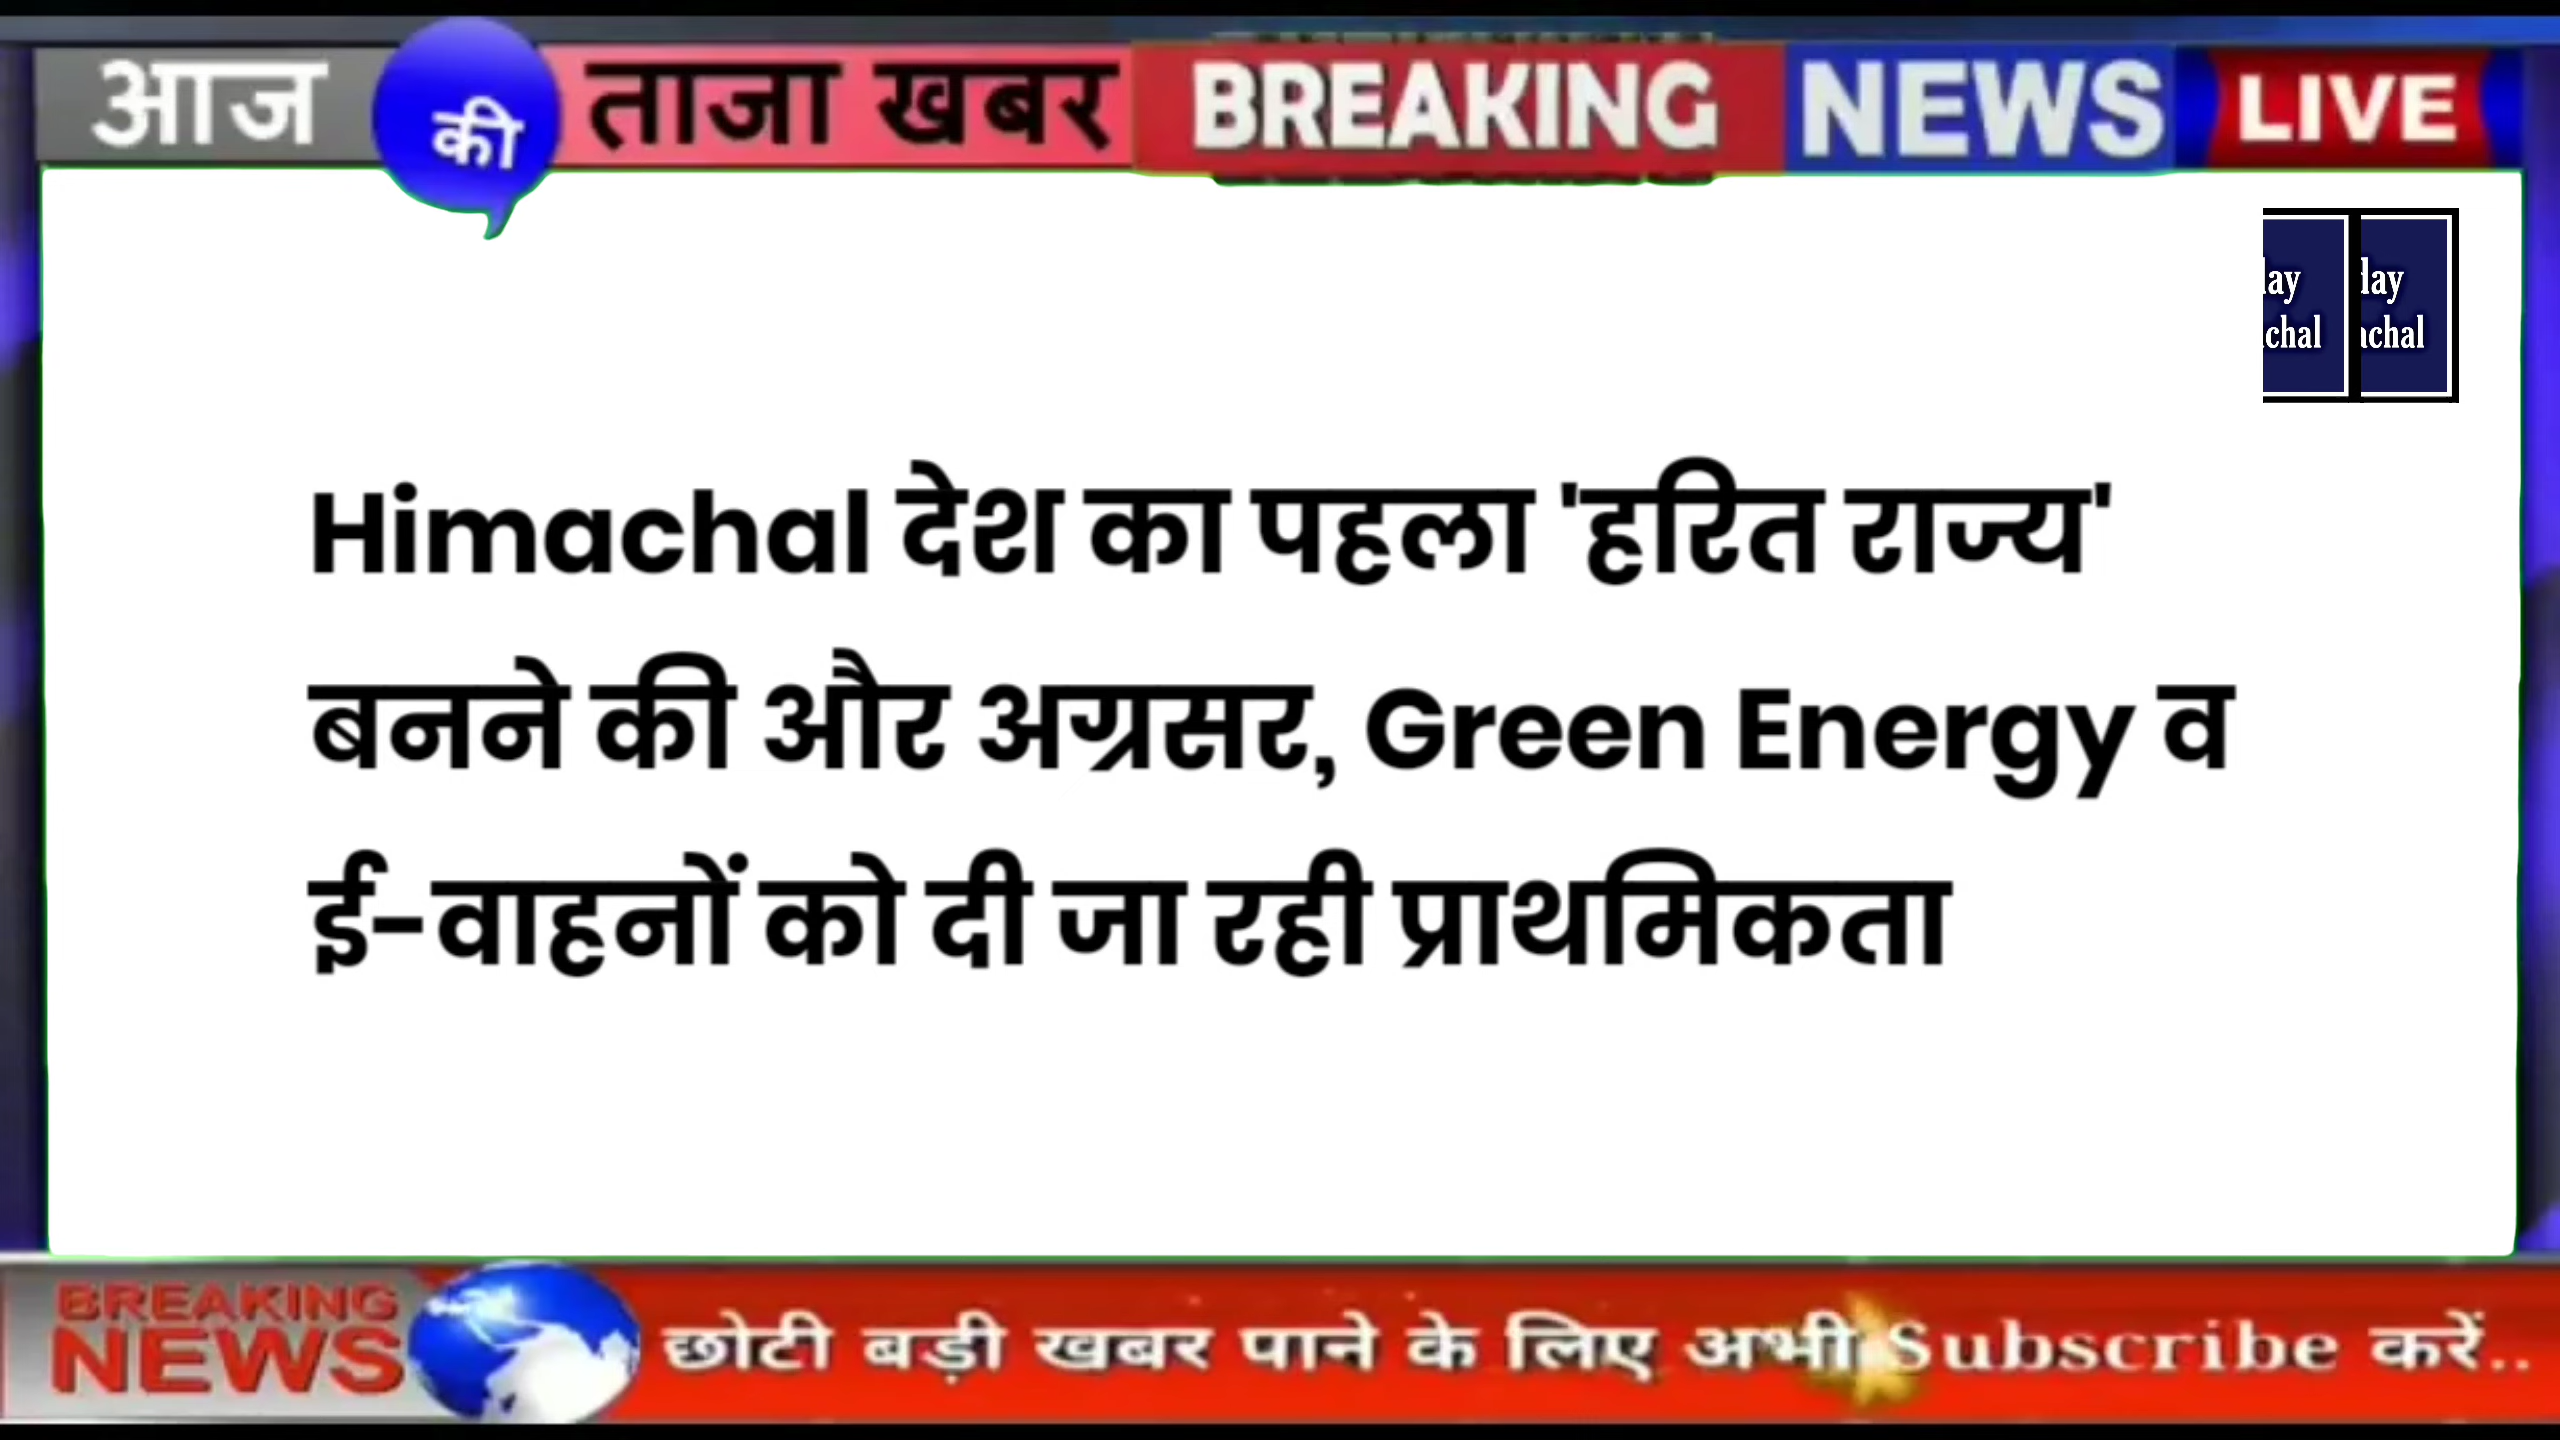 आज की ताजा खबर BREAKING NEWS LIVE
Himachal देश का पहला 'हरित राज्य'
बनने की और अग्रसर, Green Energy व
ई-वाहनों को दी जा रही प्राथमिकता
BREAKING
NEWS
छोटी बड़ी खबर पाने के लिए अभी Subscribe करें..